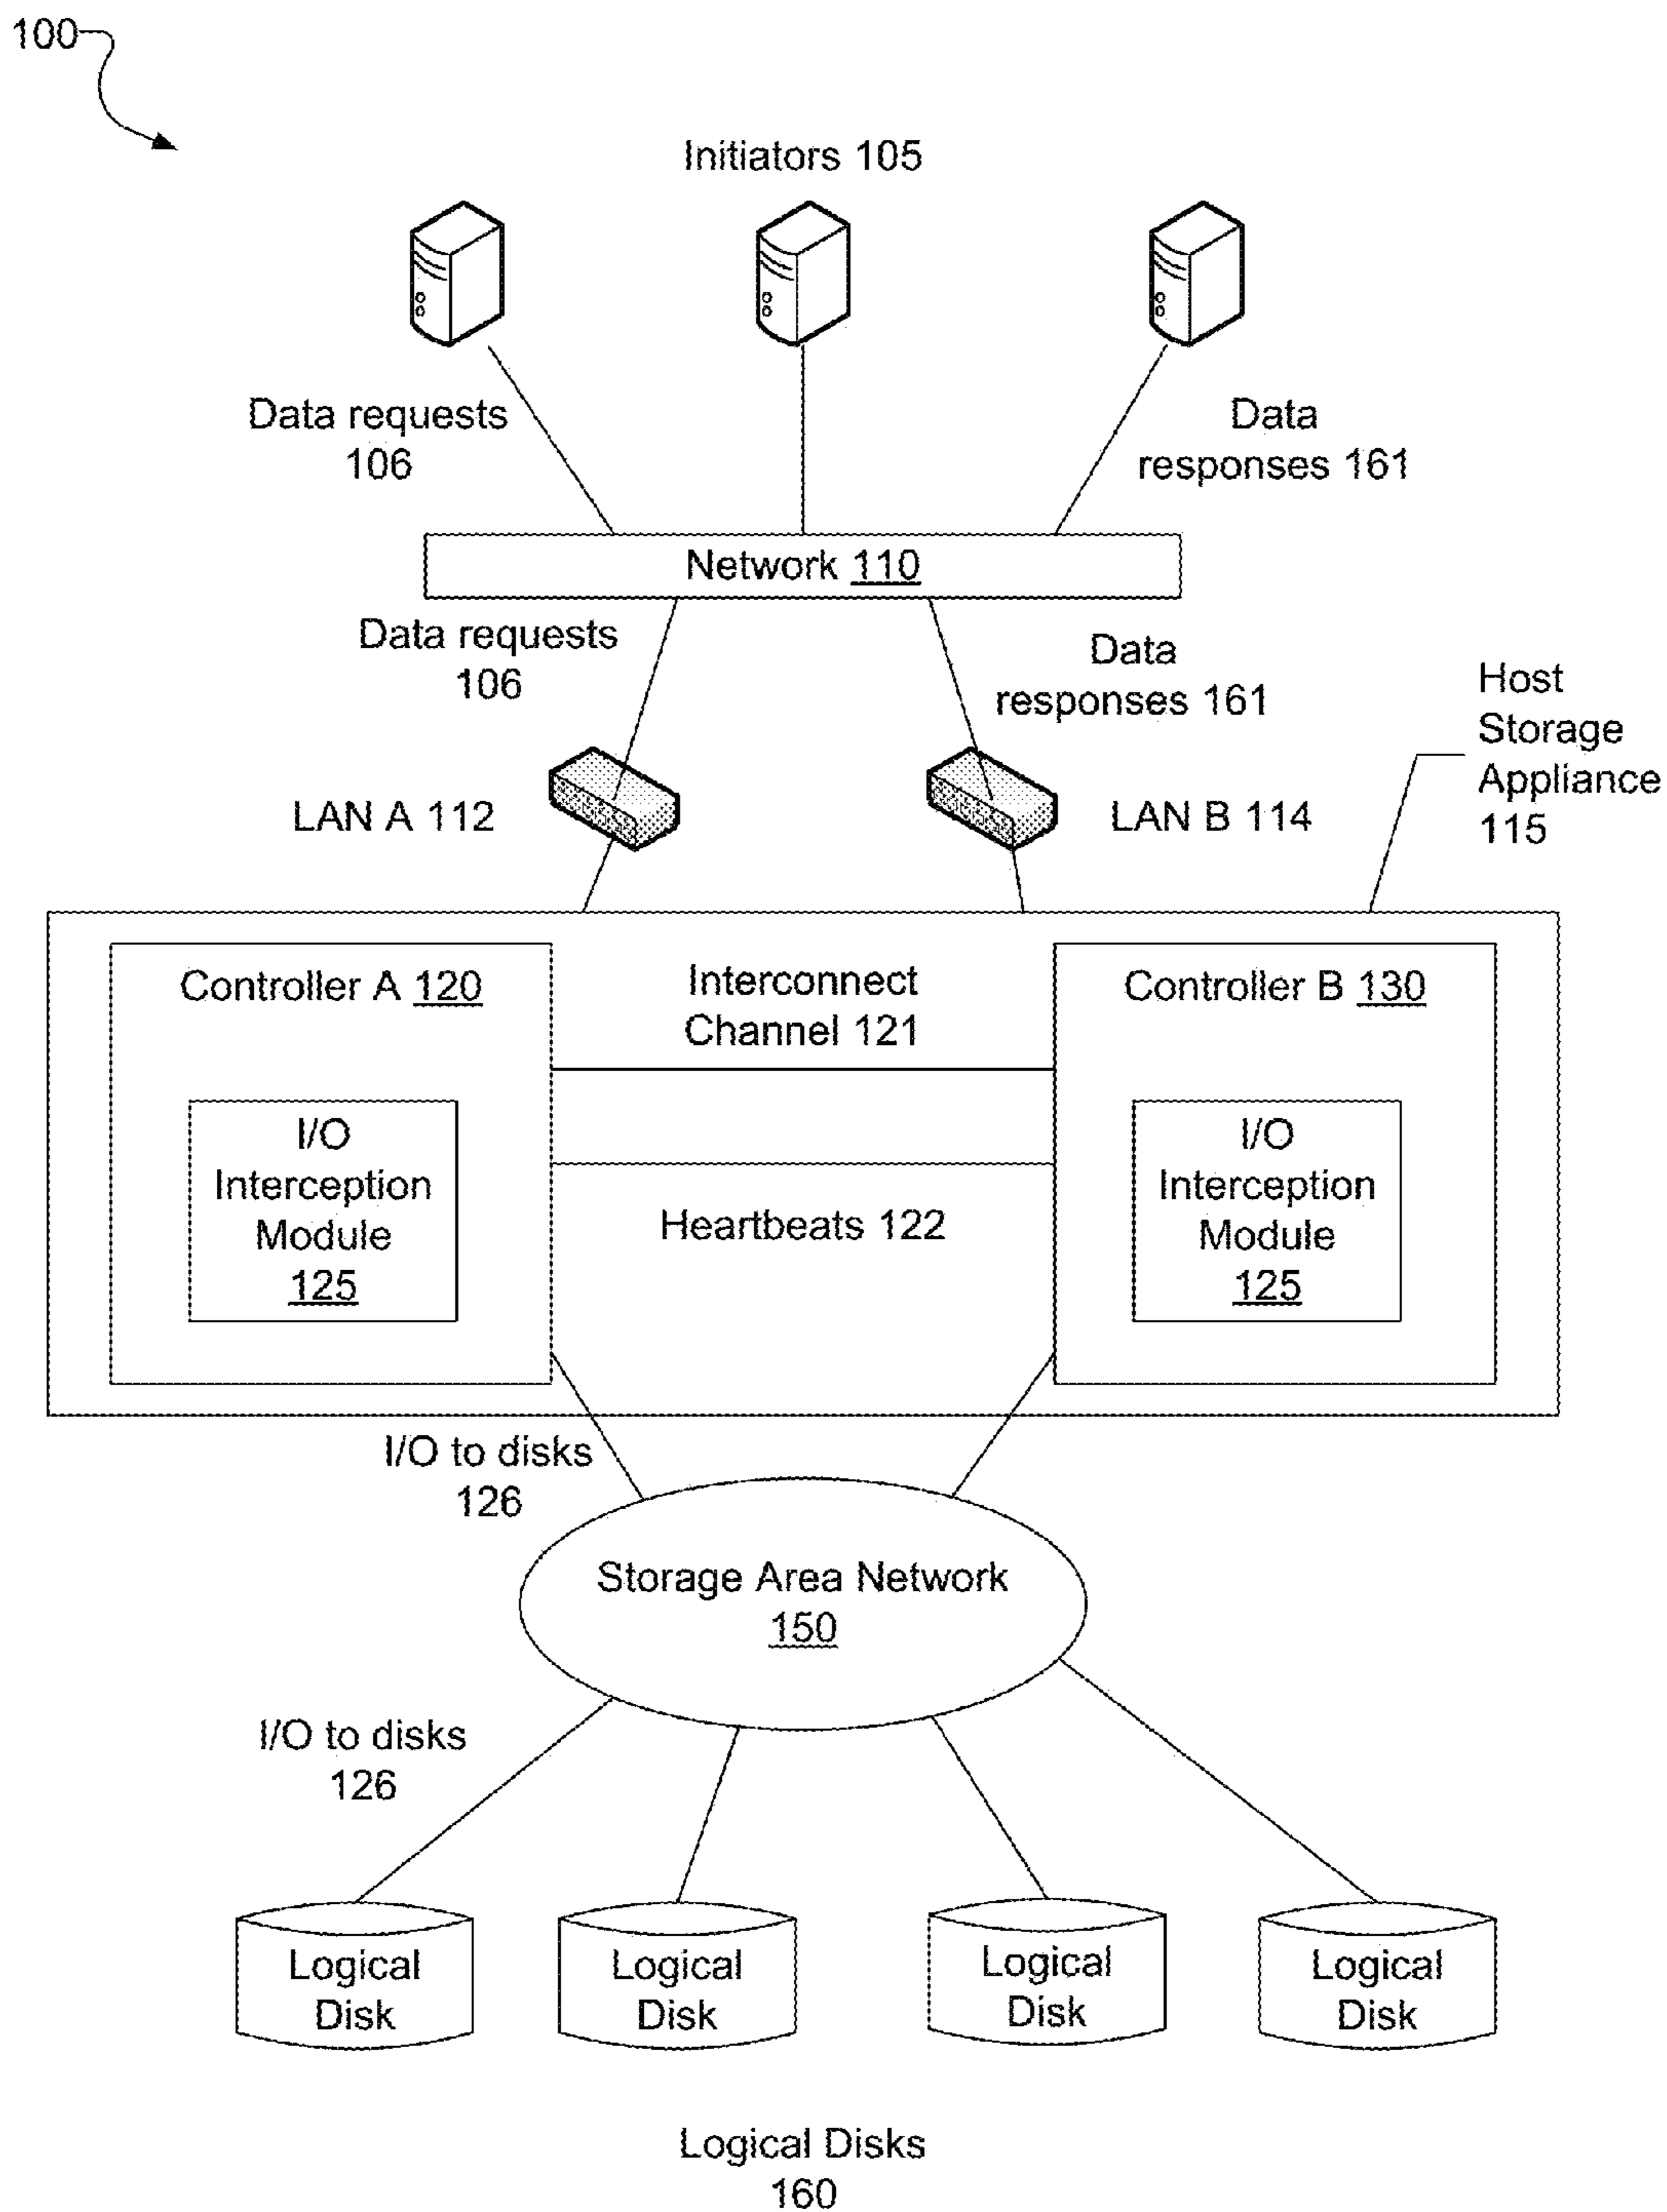 100
Initiators 105
Data requests
106
Data
responses 161
Network 110
Data requests
106
Data
responses 161
Host
Storage
Appliance
115
LAN A 112
LAN B 114
Controller A 120
Interconnect
Channel 121
Controller B 130
I/O
Interception
Module
125
Heartbeats 122
I/O
Interception
Module
125
I/O to disks
126
Storage Area Network
150
I/O to disks
126
Logical
Disk
Logical
Disk
Logical
Disk
Logical
Disk
Logical Disks
160